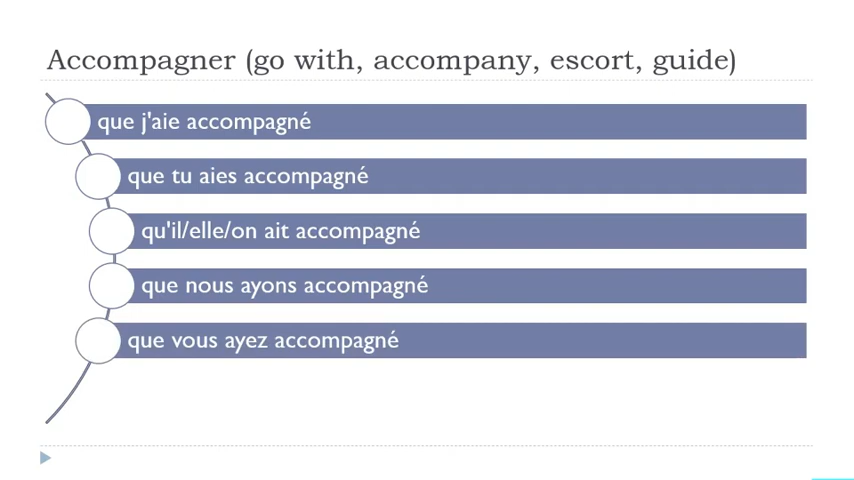 Accompagner (go with, accompany, escort, guide)
que j'aie accompagné
que tu aies accompagné
qu'il/elle/on ait accompagné
que nous ayons accompagné
que vous ayez accompagné